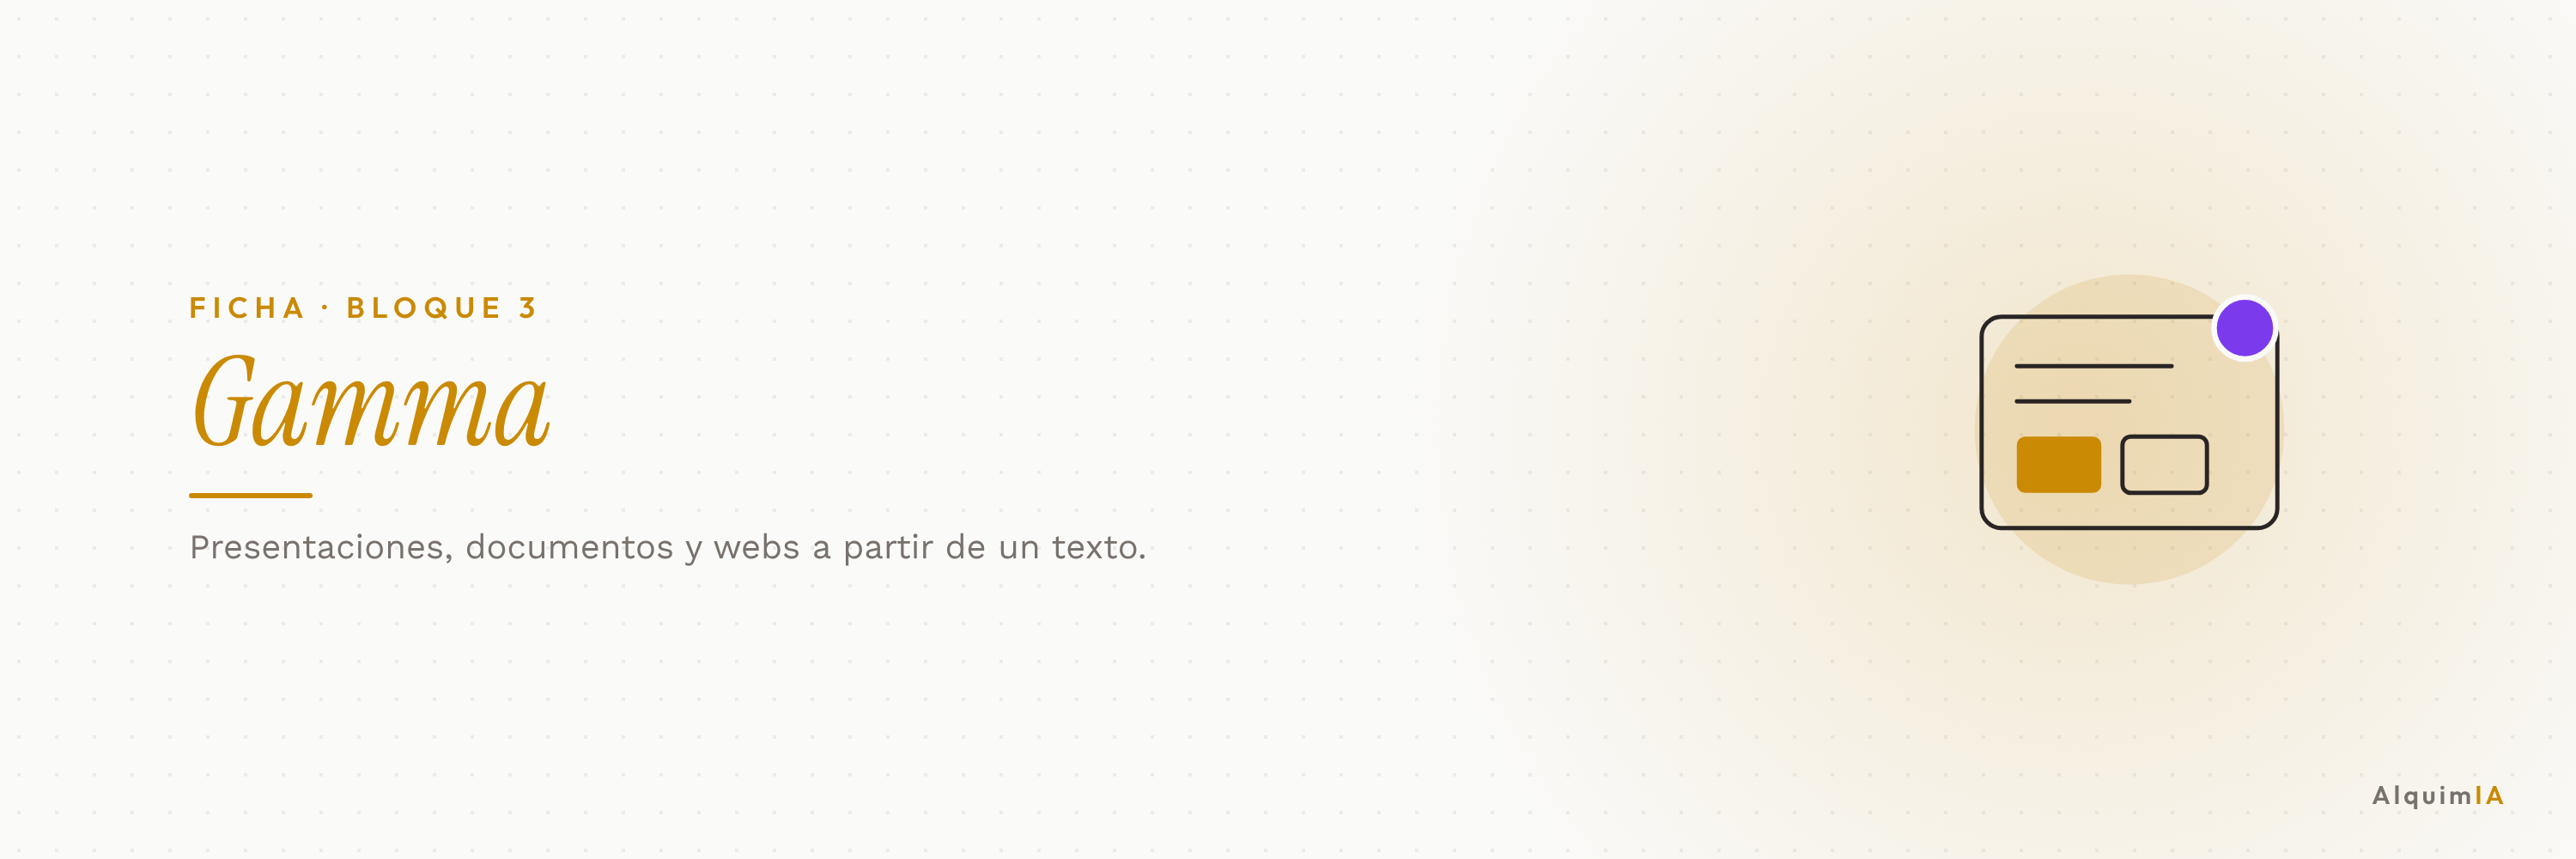 FICHA · BLOQUE 3
Gamma
Presentaciones, documentos y webs a partir de un texto.
AlquimIA